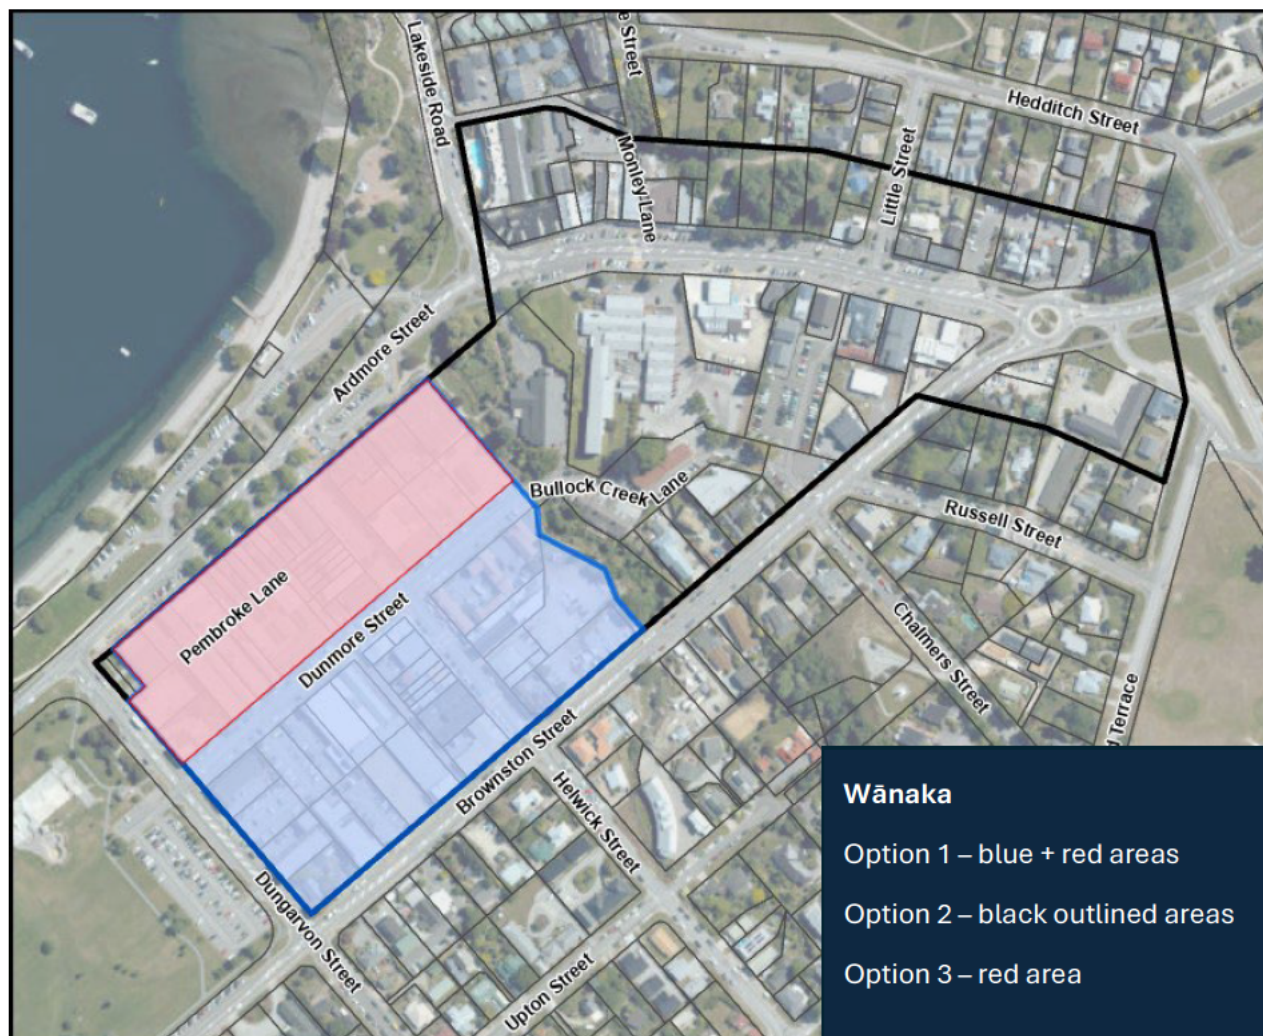 Lakeside Road
e Street
Hedditch Street
Monley Lane
Little Street
Ardmore Street
Bullock Creek Lane
Russell Street
Pembroke Lane
Dunmore Street
Chalmers Street
d Terrace
Brownston Street
Helwick Street
Dungarvon Street
Upton Street
Wānaka
Option 1 – blue + red areas
Option 2 – black outlined areas
Option 3 – red area